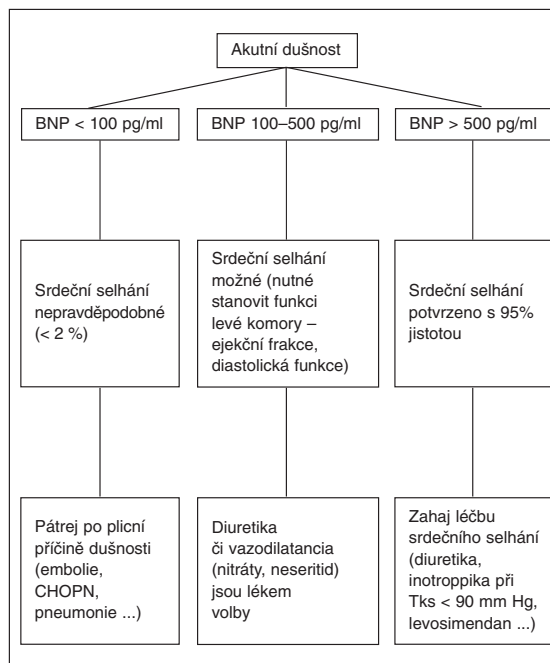 Akutní dušnost
BNP < 100 pg/ml
BNP 100–500 pg/ml
BNP > 500 pg/ml
Srdeční selhání
nepravděpodobné
(< 2 %)
Srdeční selhání
možné (nutné
stanovit funkci
levé komory –
ejekční frakce,
diastolická funkce)
Srdeční selhání
potvrzeno s 95%
jistotou
Pátrej po plicní
příčině dušnosti
(embolie,
CHOPN,
pneumonie ...)
Diuretika
či vazodilatancia
(nitráty, neseritid)
jsou lékem
volby
Zahaj léčbu
srdečního selhání
(diuretika,
inotroppika při
Tks < 90 mm Hg,
levosimendan ...)